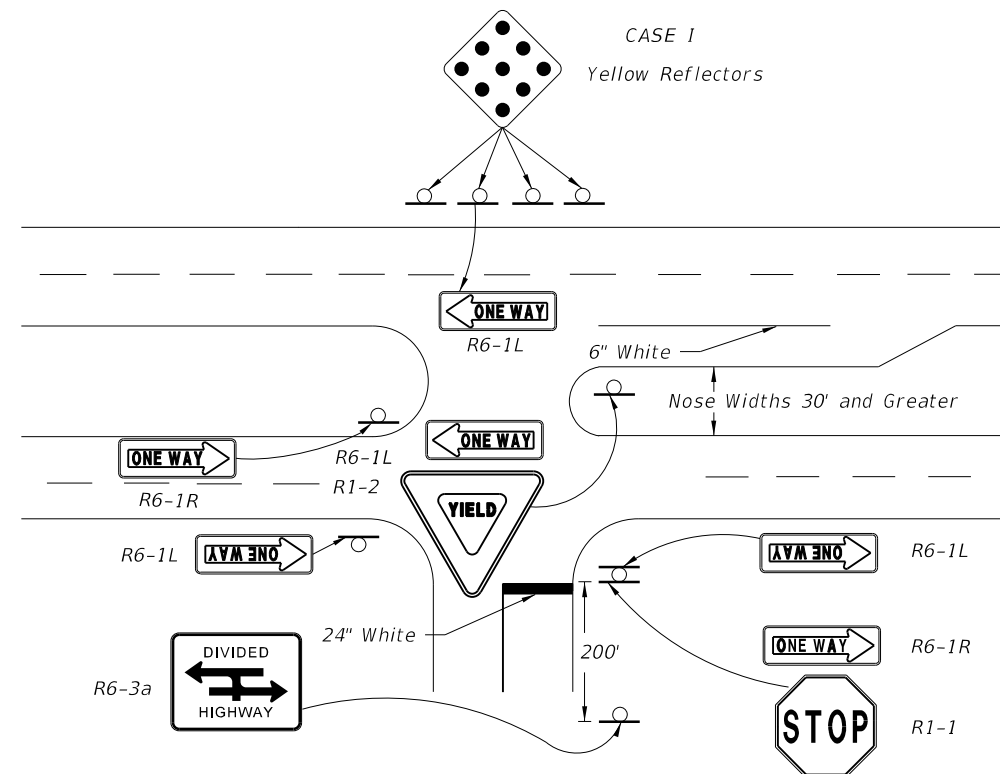 CASE I
Yellow Reflectors
ONE WAY
R6-1L
6" White
Nose Widths 30' and Greater
ONE WAY
R6-1L
ONE WAY
R6-1R
R1-2
YIELD
R6-1L
ONE WAY
ONE WAY
R6-1L
24" White
200'
ONE WAY
R6-1R
R6-3a
DIVIDED
HIGHWAY
STOP
R1-1